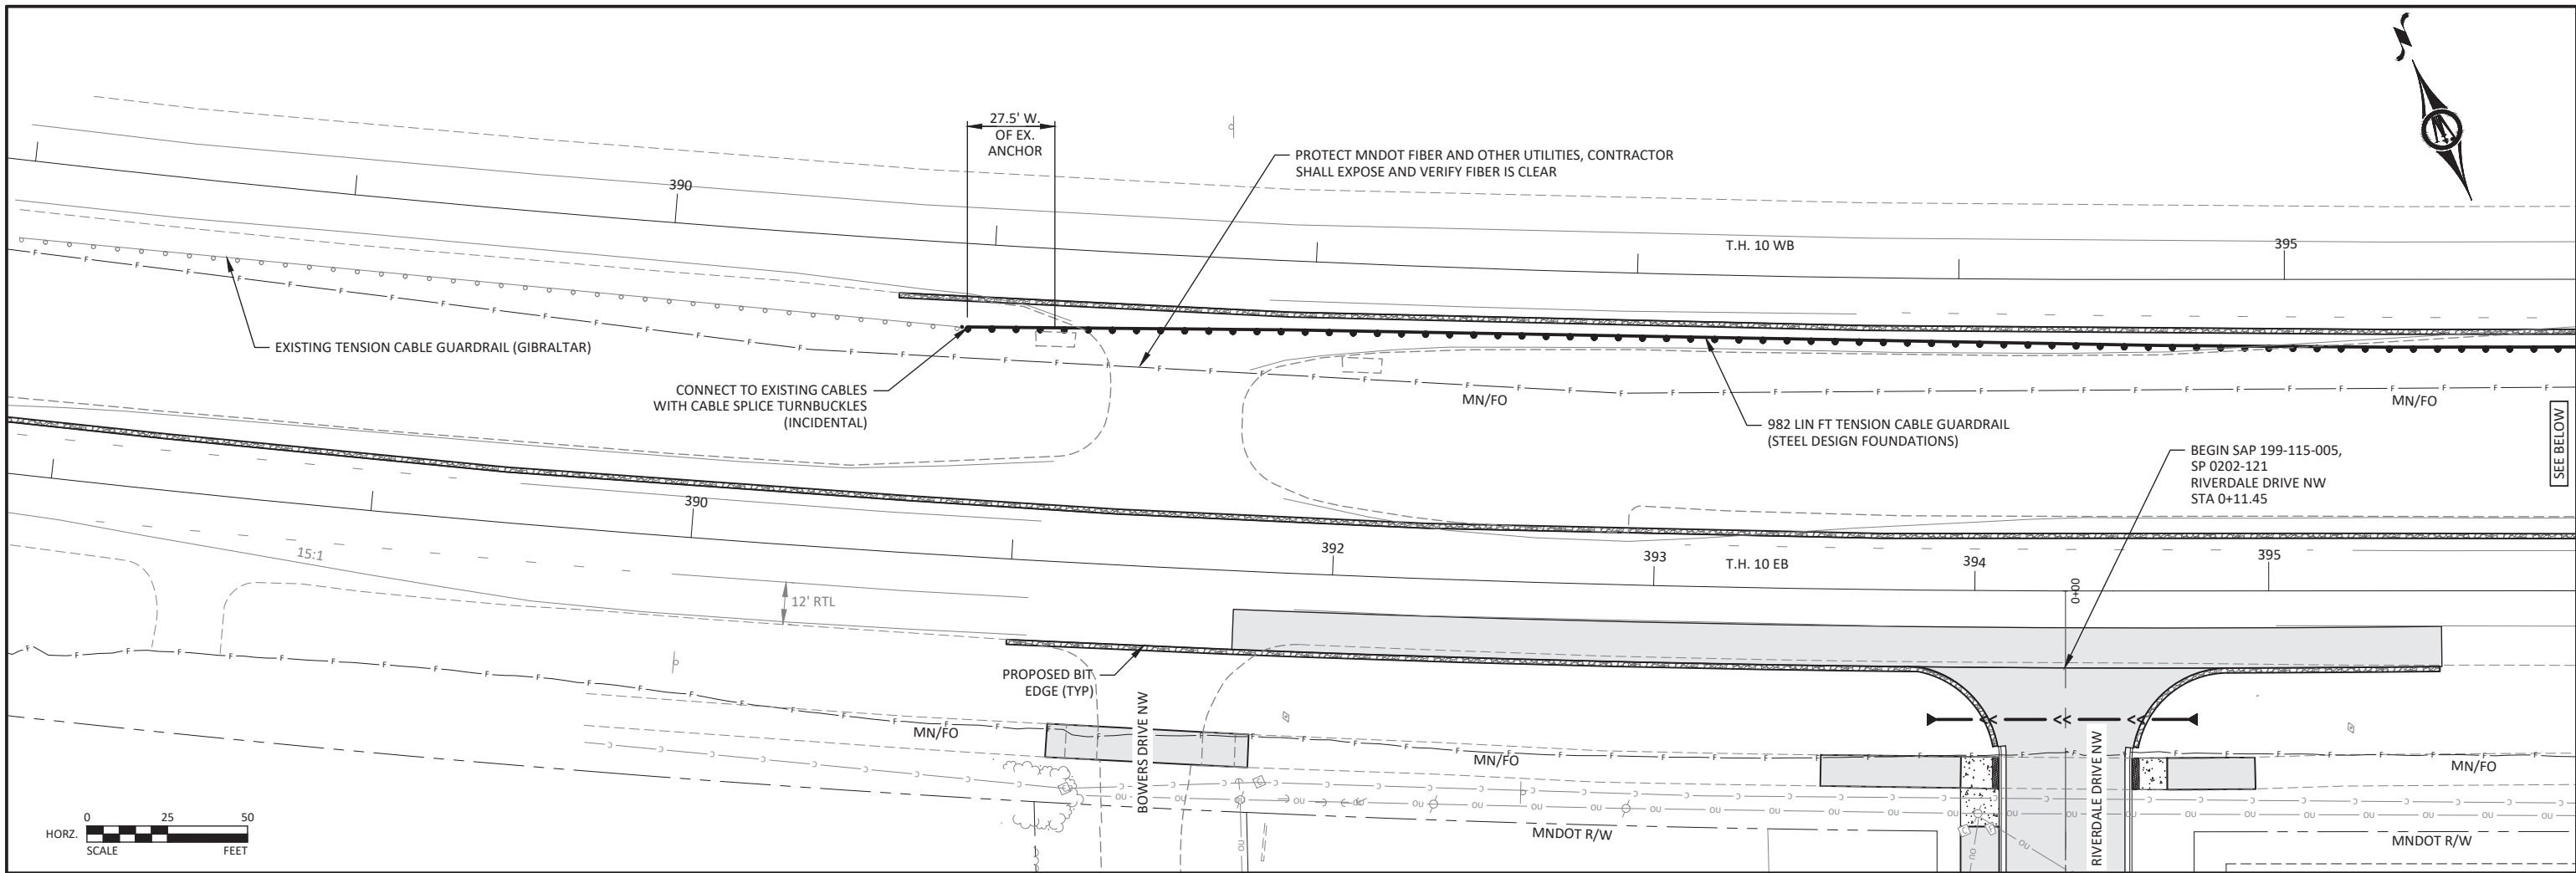 27.5' W.
OF EX.
ANCHOR
PROTECT MNDOT FIBER AND OTHER UTILITIES, CONTRACTOR
SHALL EXPOSE AND VERIFY FIBER IS CLEAR
N
390
T.H. 10 WB
395
EXISTING TENSION CABLE GUARDRAIL (GIBRALTAR)
CONNECT TO EXISTING CABLES
WITH CABLE SPLICE TURNBUCKLES
(INCIDENTAL)
MN/FO
MN/FO
982 LIN FT TENSION CABLE GUARDRAIL
(STEEL DESIGN FOUNDATIONS)
SEE BELOW
BEGIN SAP 199-115-005,
SP 0202-121
RIVERDALE DRIVE NW
STA 0+11.45
390
392
393
T.H. 10 EB
394
395
15:1
12' RTL
0+00
PROPOSED BIT
EDGE (TYP)
BOWERS DRIVE NW
RIVERDALE DRIVE NW
MN/FO
MN/FO
MN/FO
MNDOT R/W
MNDOT R/W
0 25 50
HORZ.
SCALE FEET